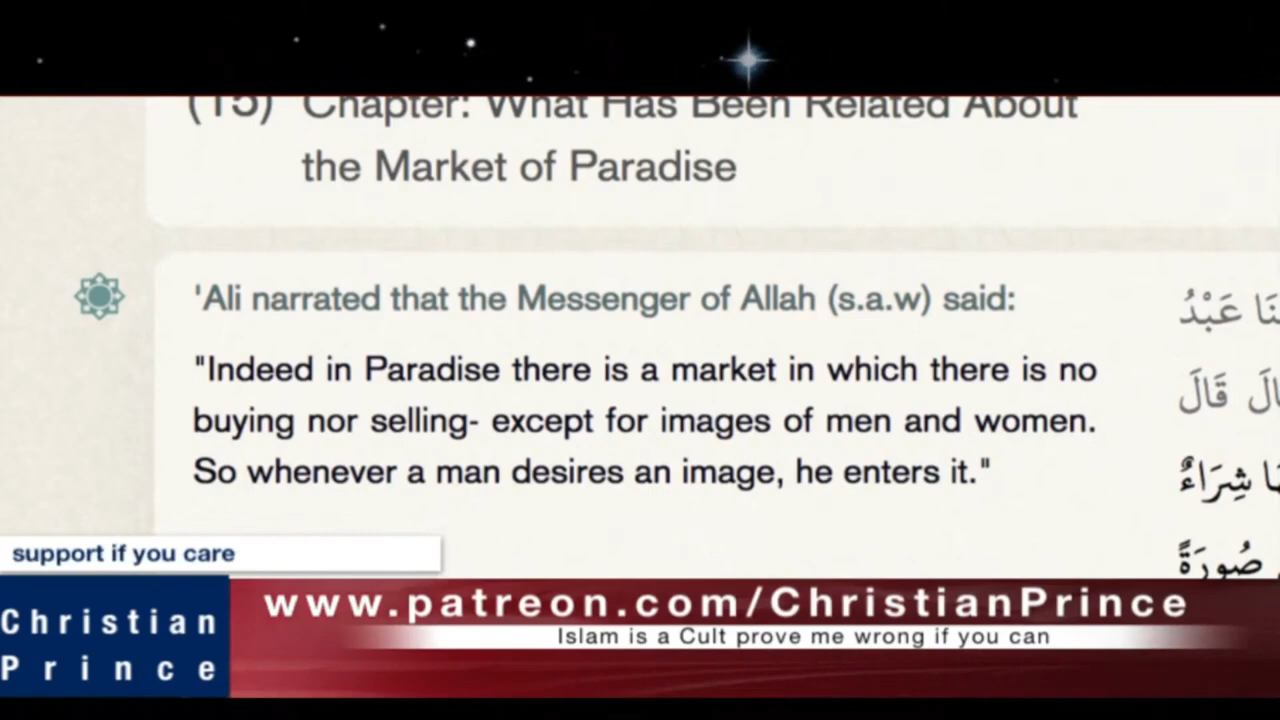 (15) Chapter: What Has Been Related About
the Market of Paradise
'Ali narrated that the Messenger of Allah (s.a.w) said:
"Indeed in Paradise there is a market in which there is no
buying nor selling- except for images of men and women.
So whenever a man desires an image, he enters it."
عَبْدُ
قَالَ
شِرَاءٌ
صُورَةً
support if you care
Christian
Prince
www.patreon.com/ChristianPrince
Islam is a Cult prove me wrong if you can